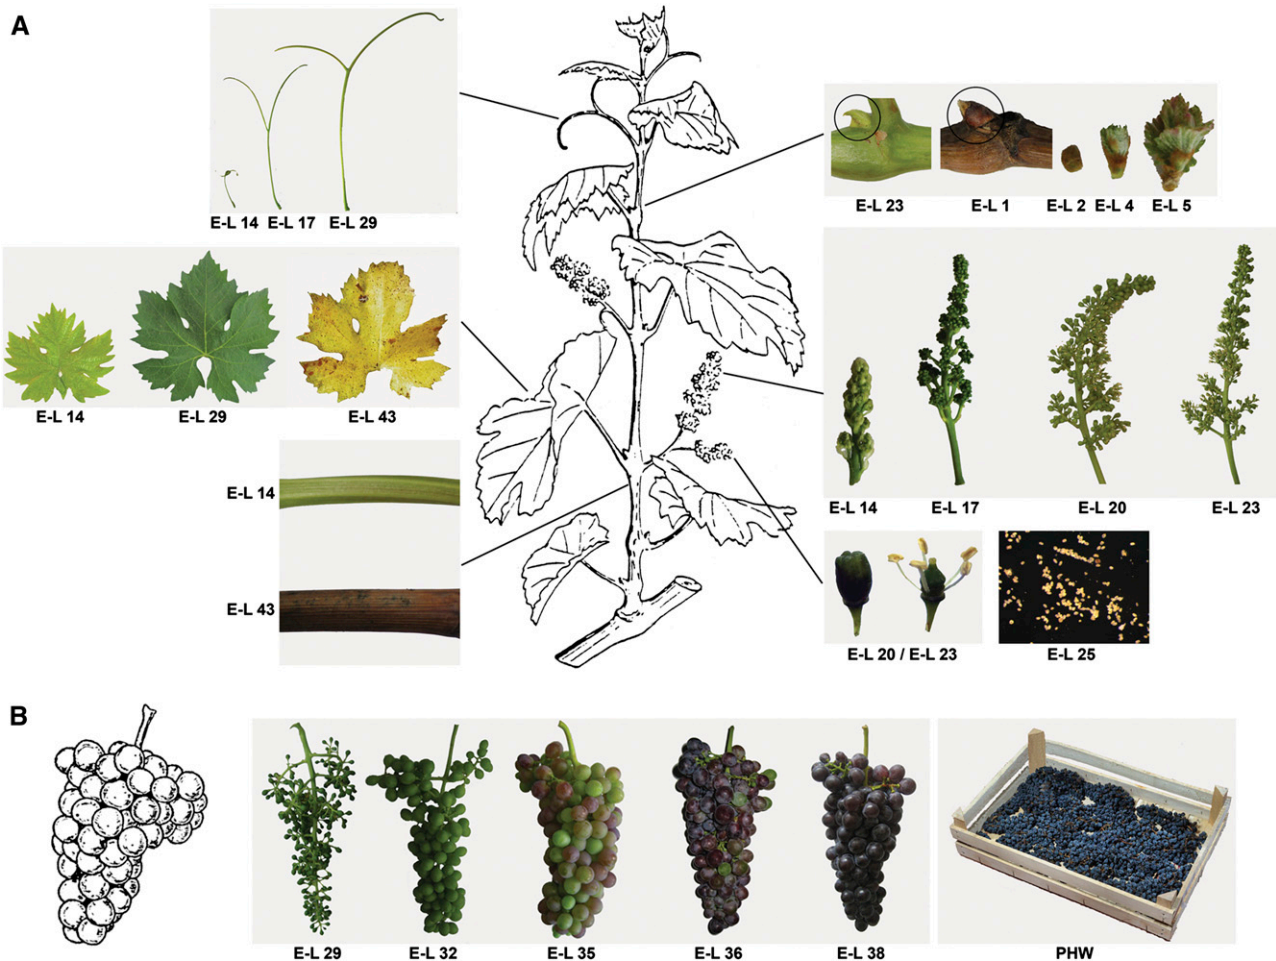 A
E-L 14 E-L 17 E-L 29
E-L 23 E-L 1 E-L 2 E-L 4 E-L 5
E-L 14 E-L 29 E-L 43
E-L 14
E-L 43
E-L 14 E-L 17 E-L 20 E-L 23
E-L 20 / E-L 23 E-L 25
B
E-L 29 E-L 32 E-L 35 E-L 36 E-L 38 PHW